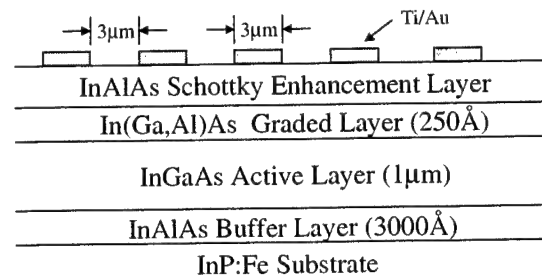 3μm 3μm Ti/Au
InAlAs Schottky Enhancement Layer
In(Ga,Al)As Graded Layer (250Å)
InGaAs Active Layer (1μm)
InAlAs Buffer Layer (3000Å)
InP:Fe Substrate